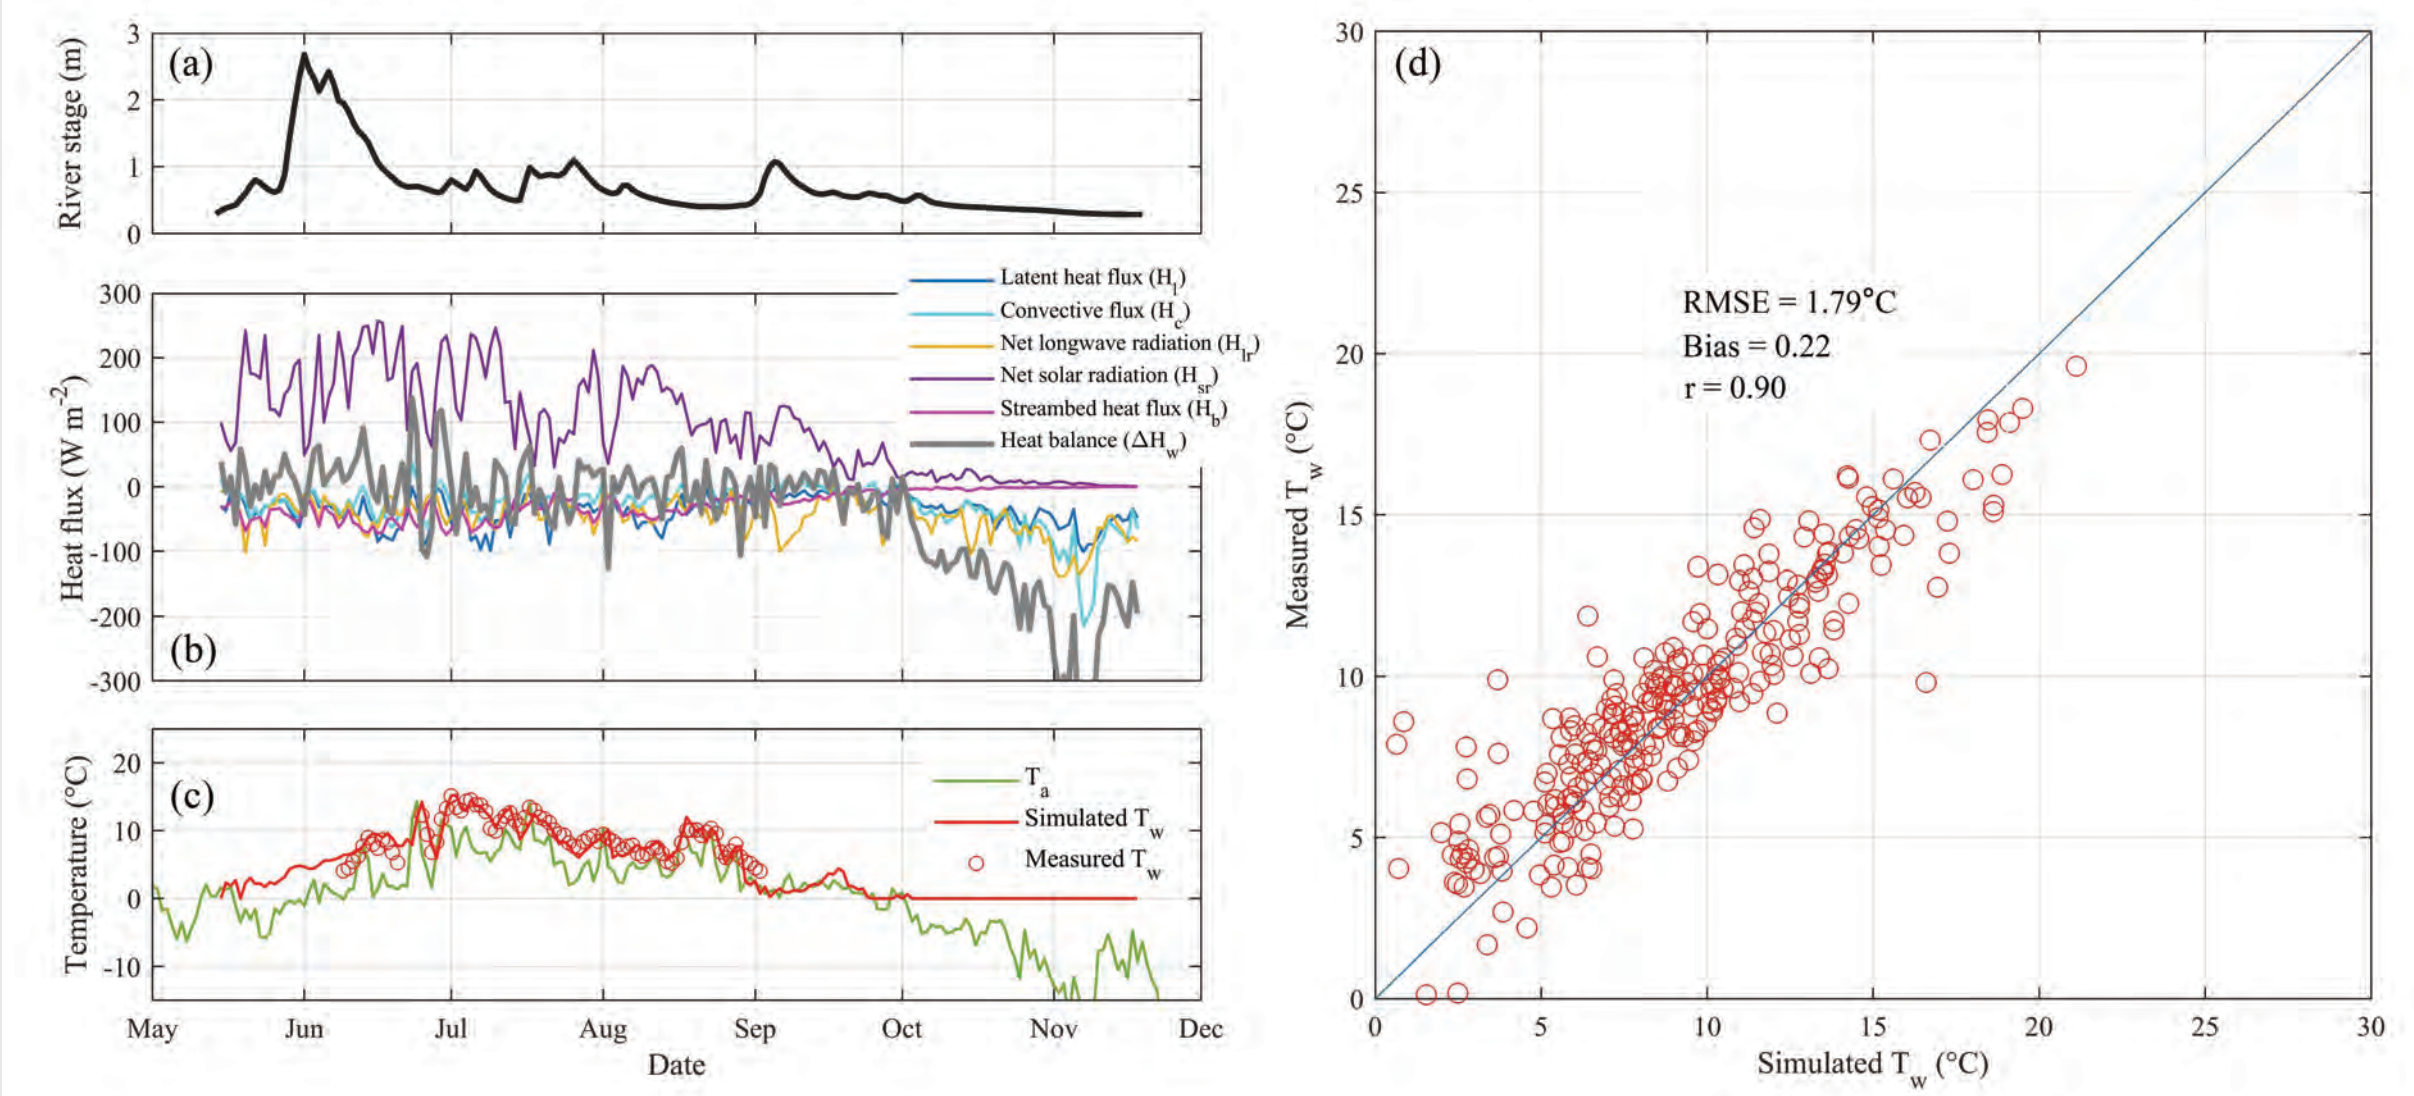 (a)
River stage (m)
3
2
1
0
(b)
Heat flux (W m-2)
300
200
100
0
-100
-200
-300
Latent heat flux (Hl)
Convective flux (Hc)
Net longwave radiation (Hlr)
Net solar radiation (Hsr)
Streambed heat flux (Hb)
Heat balance (ΔHw)
(c)
Temperature (°C)
20
10
0
-10
Ta
Simulated Tw
Measured Tw
May Jun Jul Aug Sep Oct Nov Dec
Date
(d)
Measured Tw (°C)
30
25
20
15
10
5
0
RMSE = 1.79°C
Bias = 0.22
r = 0.90
0 5 10 15 20 25 30
Simulated Tw (°C)